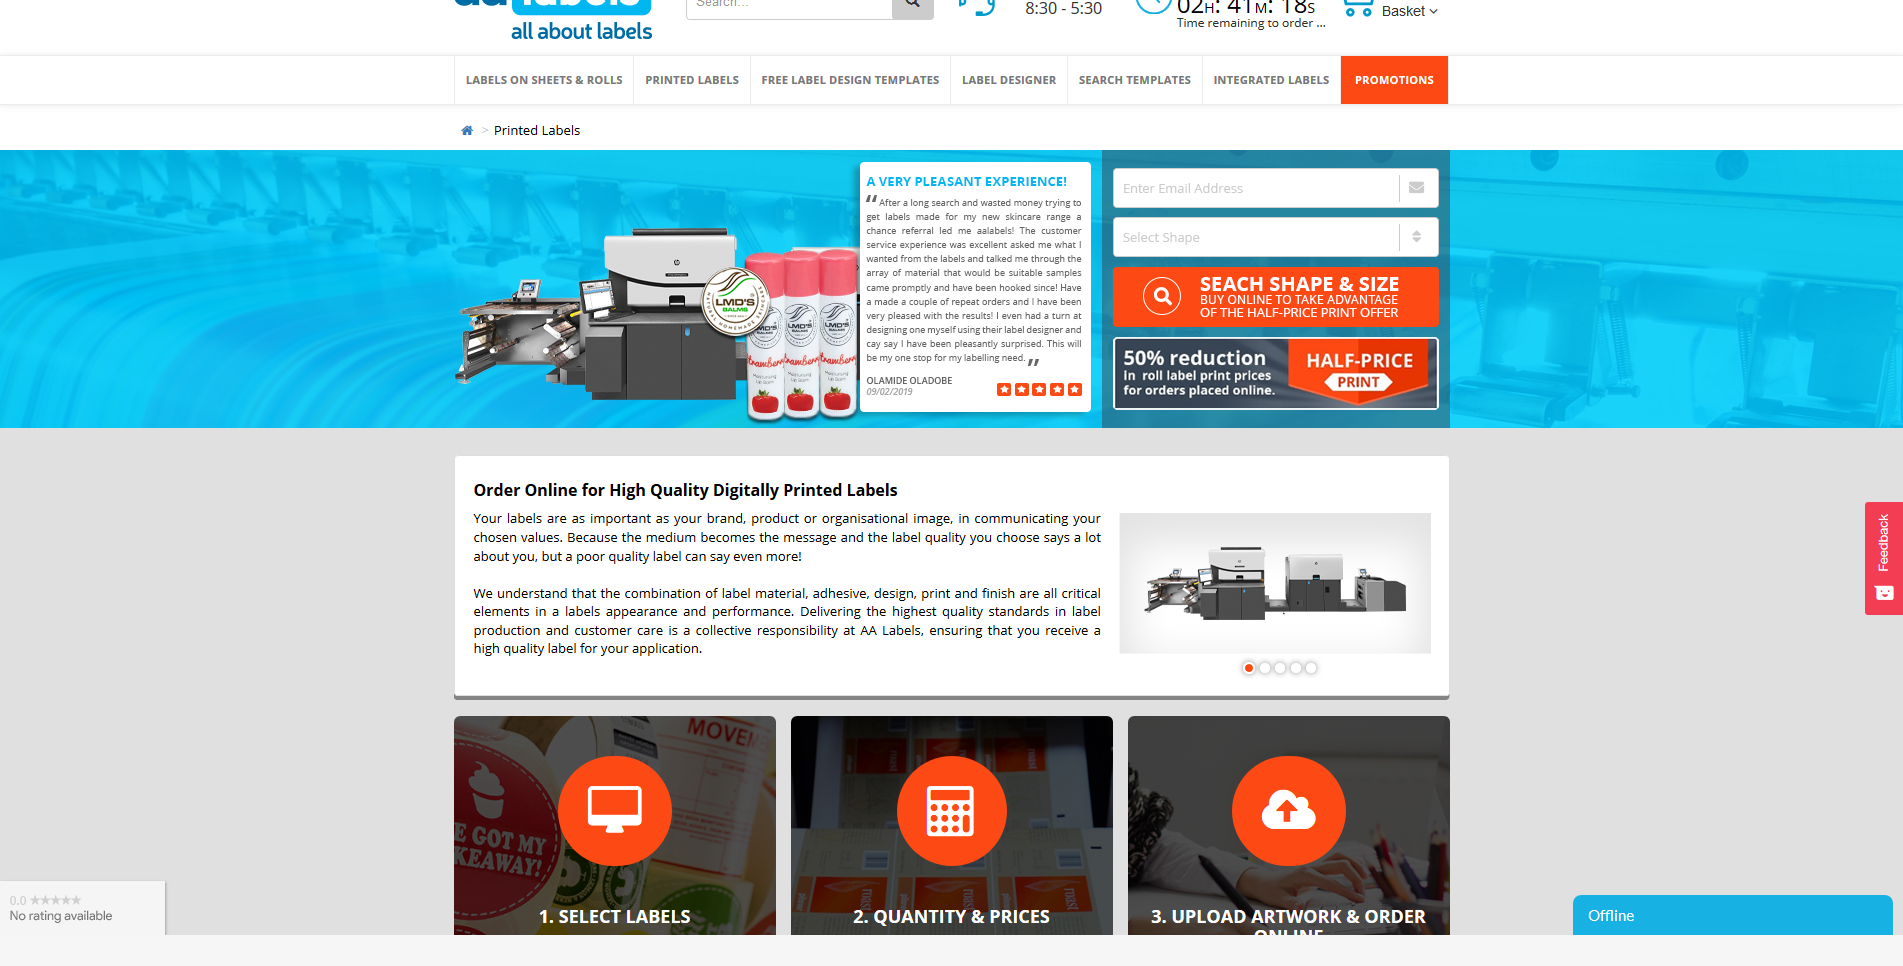 labels
all about labels
Search...
8:30 - 5:30
02H: 41M: 18S
Time remaining to order ...
Basket
LABELS ON SHEETS & ROLLS
PRINTED LABELS
FREE LABEL DESIGN TEMPLATES
LABEL DESIGNER
SEARCH TEMPLATES
INTEGRATED LABELS
PROMOTIONS
> Printed Labels
A VERY PLEASANT EXPERIENCE!
“ After a long search and wasted money trying to
get labels made for my new skincare range a
chance referral led me aalabels! The customer
service experience was excellent asked me what I
wanted from the labels and talked me through the
array of material that would be suitable samples
came promptly and have been hooked since! Have
a made a couple of repeat orders and I have been
very pleased with the results! I even had a turn at
designing one myself using their label designer and
cay say I have been pleasantly surprised. This will
be my one stop for my labelling need. ”
OLAMIDE OLADOBE
09/02/2019
LMD'S
BALMS
LMD'S
LMD'S
LMD'S
Enter Email Address
Select Shape
SEACH SHAPE & SIZE
BUY ONLINE TO TAKE ADVANTAGE
OF THE HALF-PRICE PRINT OFFER
50% reduction
In roll label print prices
for orders placed online.
HALF-PRICE
PRINT
Order Online for High Quality Digitally Printed Labels
Your labels are as important as your brand, product or organisational image, in communicating your
chosen values. Because the medium becomes the message and the label quality you choose says a lot
about you, but a poor quality label can say even more!
We understand that the combination of label material, adhesive, design, print and finish are all critical
elements in a labels appearance and performance. Delivering the highest quality standards in label
production and customer care is a collective responsibility at AA Labels, ensuring that you receive a
high quality label for your application.
Feedback
MOVEM
E GOT MY
KEAWAY!
1. SELECT LABELS
2. QUANTITY & PRICES
3. UPLOAD ARTWORK & ORDER
ONLINE
0.0
No rating available
Offline